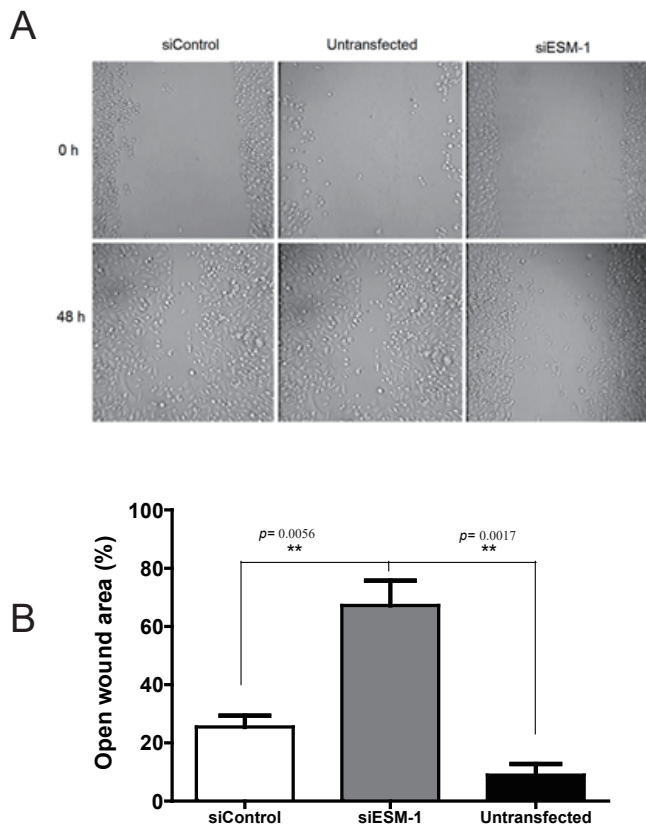 A
siControl Untransfected siESM-1
0 h
48 h
B
Open wound area (%)
100
80
60
40
20
0
p= 0.0056
**
p= 0.0017
**
siControl siESM-1 Untransfected